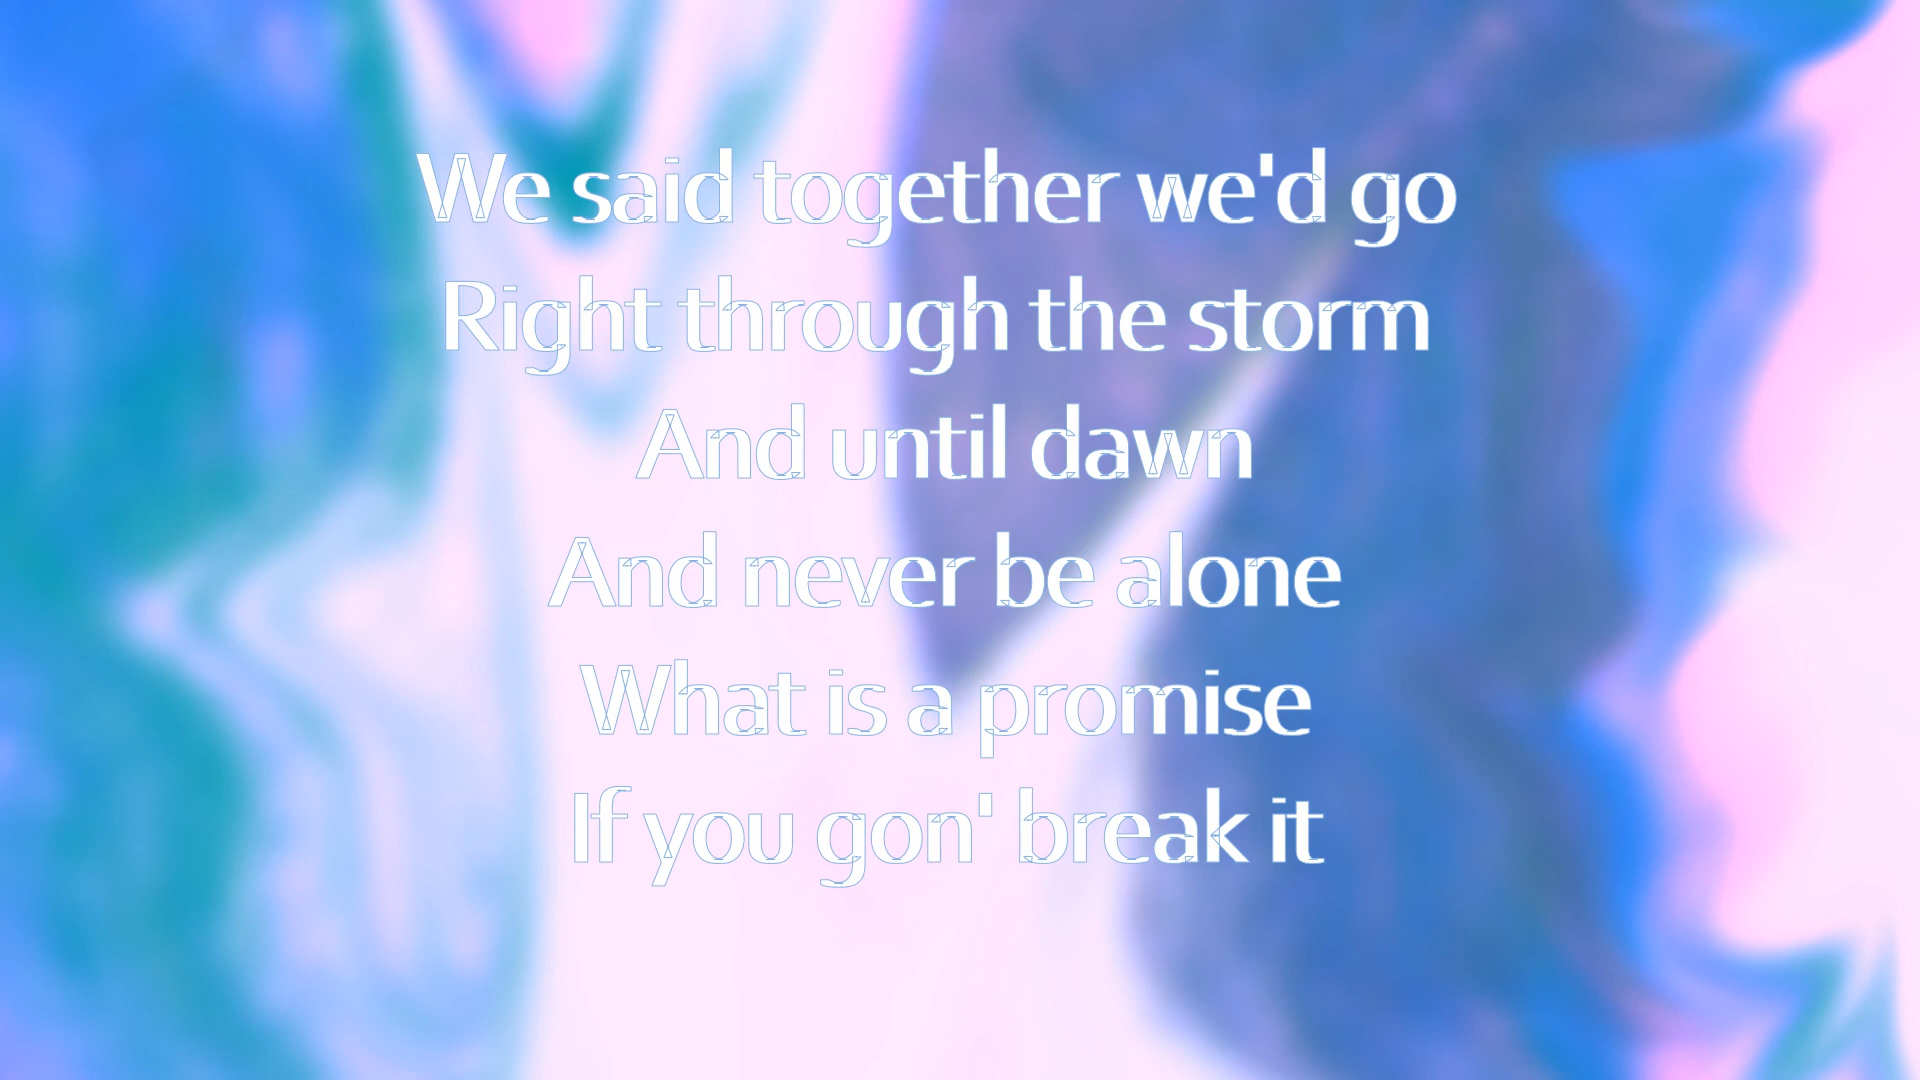 We said together we'd go
Right through the storm
And until dawn
And never be alone
What is a promise
If you gon' break it